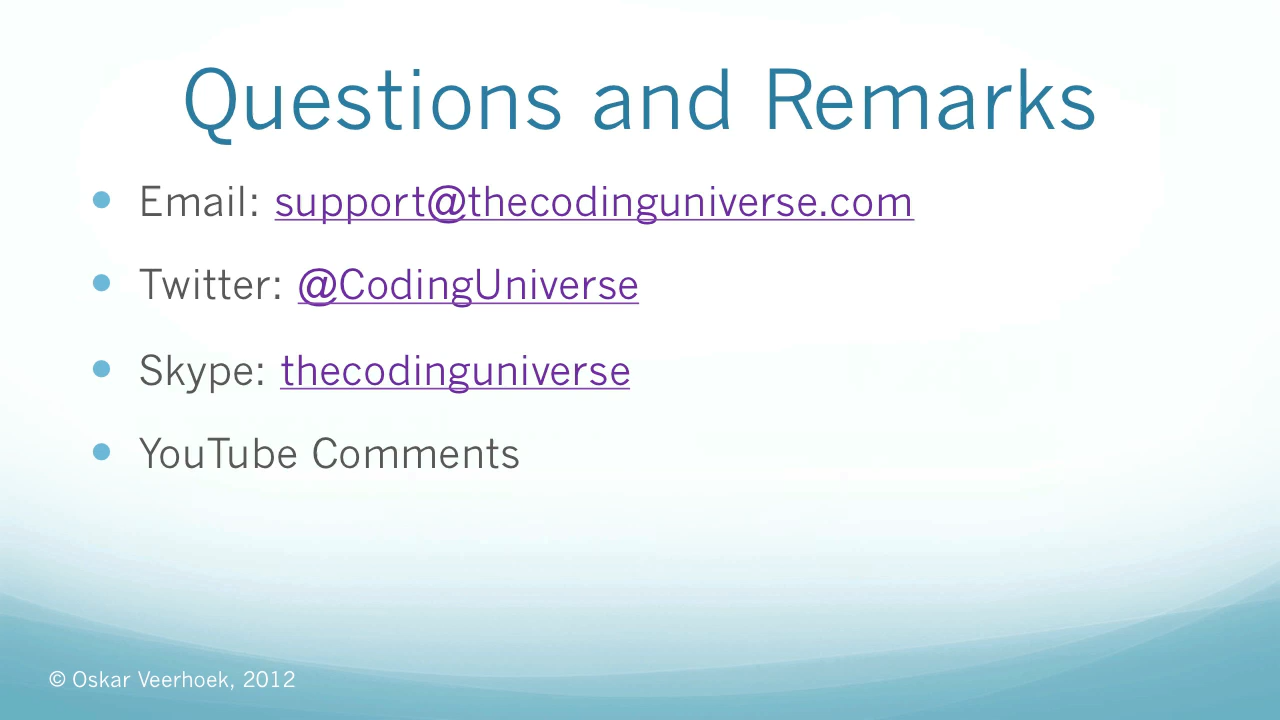 Questions and Remarks
• Email: support@thecodinguniverse.com
• Twitter: @CodingUniverse
• Skype: thecodinguniverse
• YouTube Comments
© Oskar Veerhoek, 2012